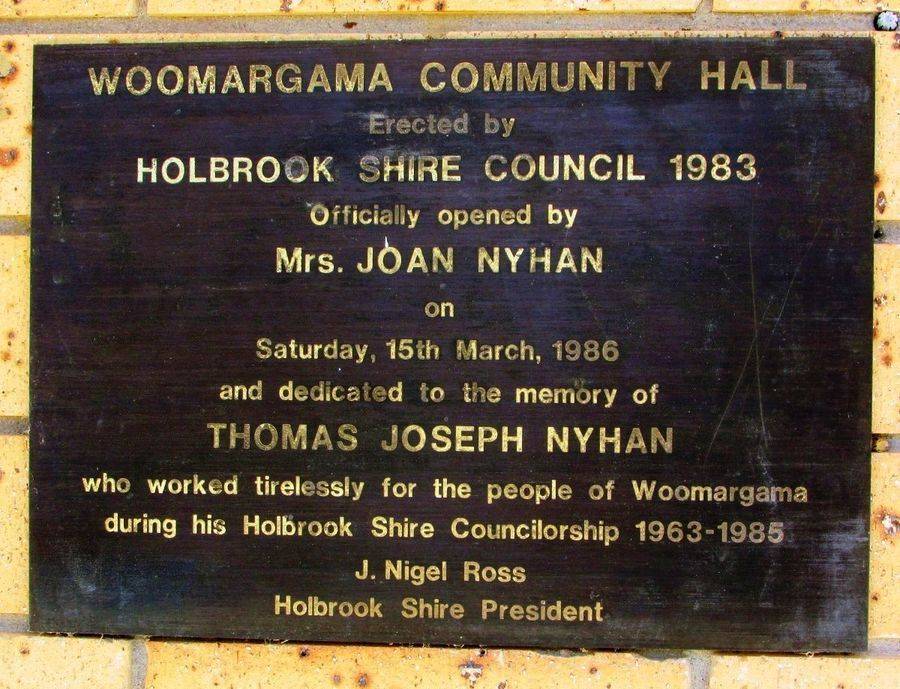 WOOMARGAMA COMMUNITY HALL
Erected by
HOLBROOK SHIRE COUNCIL 1983
Officially opened by
Mrs. JOAN NYHAN
on
Saturday, 15th March, 1986
and dedicated to the memory of
THOMAS JOSEPH NYHAN
who worked tirelessly for the people of Woomargama
during his Holbrook Shire Councilorship 1963-1985
J. Nigel Ross
Holbrook Shire President